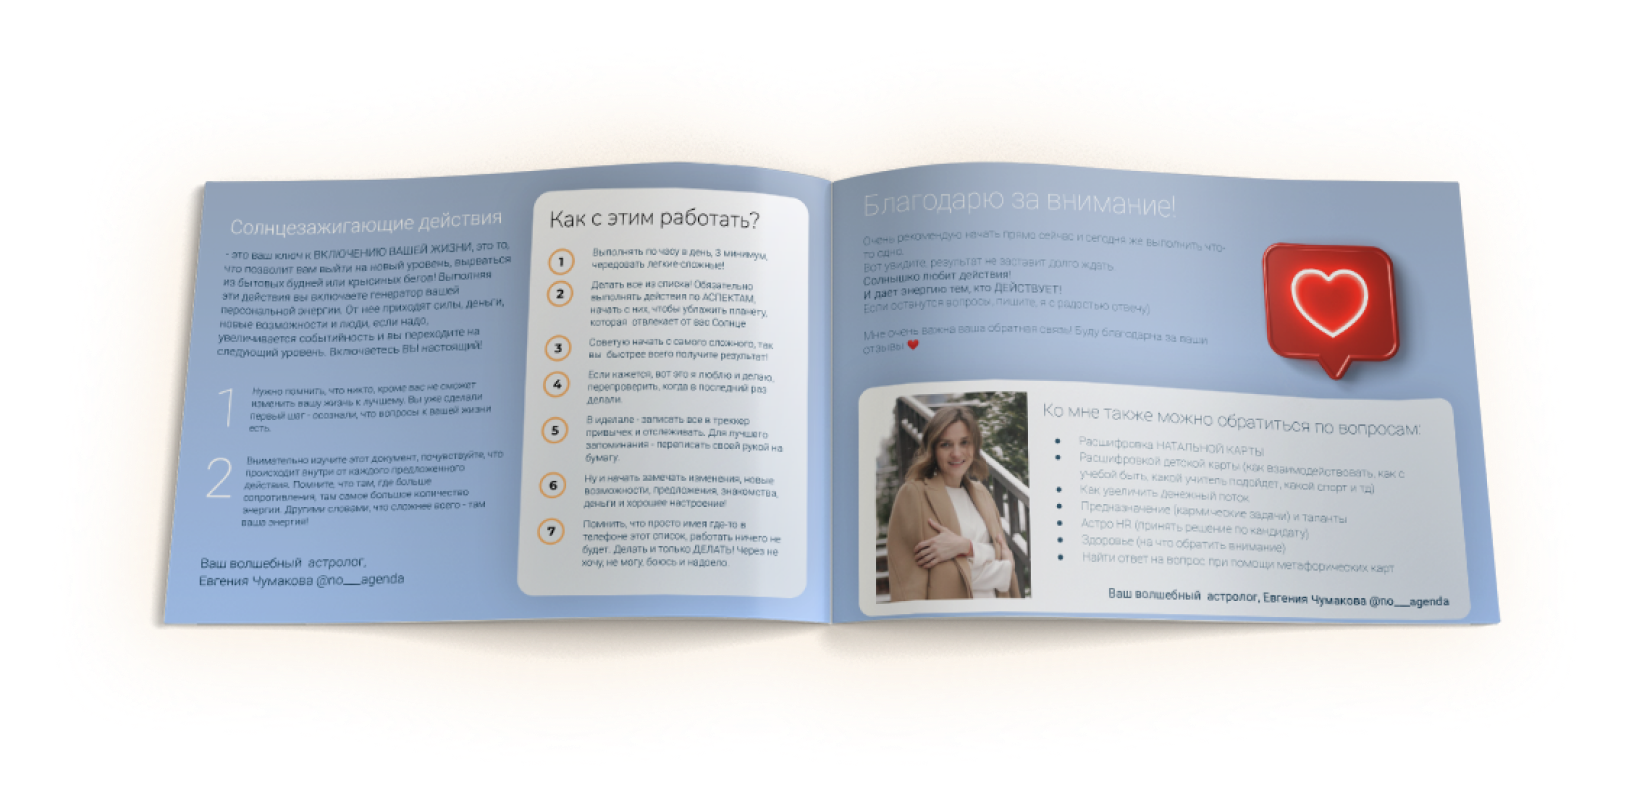 Солнцезажигающие действия
- это ваш ключ к ВКЛЮЧЕНИЮ ВАШЕЙ ЖИЗНИ, это то,
что позволит вам выйти на новый уровень, вырваться
из бытовых будней или крысиных бегов! Выполняя
эти действия вы включаете генератор вашей
персональной энергии. От нее приходят силы, деньги,
новые возможности и люди, если надо,
увеличивается событийность и вы переходите на
следующий уровень. Включаетесь ВЫ настоящий!
1
Нужно помнить, что никто, кроме вас не сможет
изменить вашу жизнь к лучшему. Вы уже сделали
первый шаг - осознали, что вопросы к вашей жизни
есть.
2
Внимательно изучите этот документ, почувствуйте, что
происходит внутри от каждого предложенного
действия. Помните, что там, где больше
сопротивления, там самое большое количество
энергии. Другими словами, что сложнее всего - там
ваша энергия!
Ваш волшебный астролог,
Евгения Чумакова @no___agenda
Как с этим работать?
1
Выполнять по часу в день, 3 минимум,
чередовать легкие-сложные!
2
Делать все из списка! Обязательно
выполнять действия по АСПЕКТАМ,
начать с них, чтобы ублажить планету,
которая отвлекает от вас Солнце
3
Советую начать с самого сложного, так
вы быстрее всего получите результат!
4
Если кажется, вот это я люблю и делаю,
перепроверить, когда в последний раз
делали.
5
В идеале - записать все в треккер
привычек и отслеживать. Для лучшего
запоминания - переписать своей рукой на
бумагу.
6
Ну и начать замечать изменения, новые
возможности, предложения, знакомства,
деньги и хорошее настроение!
7
Помнить, что просто имея где-то в
телефоне этот список, работать ничего не
будет. Делать и только ДЕЛАТЬ! Через не
хочу, не могу, боюсь и надоело.
Благодарю за внимание!
Очень рекомендую начать прямо сейчас и сегодня же выполнить что-
то одно.
Вот увидите, результат не заставит долго ждать.
Солнышко любит действия!
И дает энергию тем, кто ДЕЙСТВУЕТ!
Если останутся вопросы, пишите, я с радостью отвечу)
Мне очень важна ваша обратная связь! Буду благодарна за ваши
отзывы ❤
Ко мне также можно обратиться по вопросам:
• Расшифровка НАТАЛЬНОЙ КАРТЫ
• Расшифровкой детской карты (как взаимодействовать, как с
учебой быть, какой учитель подойдет, какой спорт и тд)
• Как увеличить денежный поток
• Предназначение (кармические задачи) и таланты
• Астро HR (принять решение по кандидату)
• Здоровье (на что обратить внимание)
• Найти ответ на вопрос при помощи метафорических карт
Ваш волшебный астролог, Евгения Чумакова @no___agenda